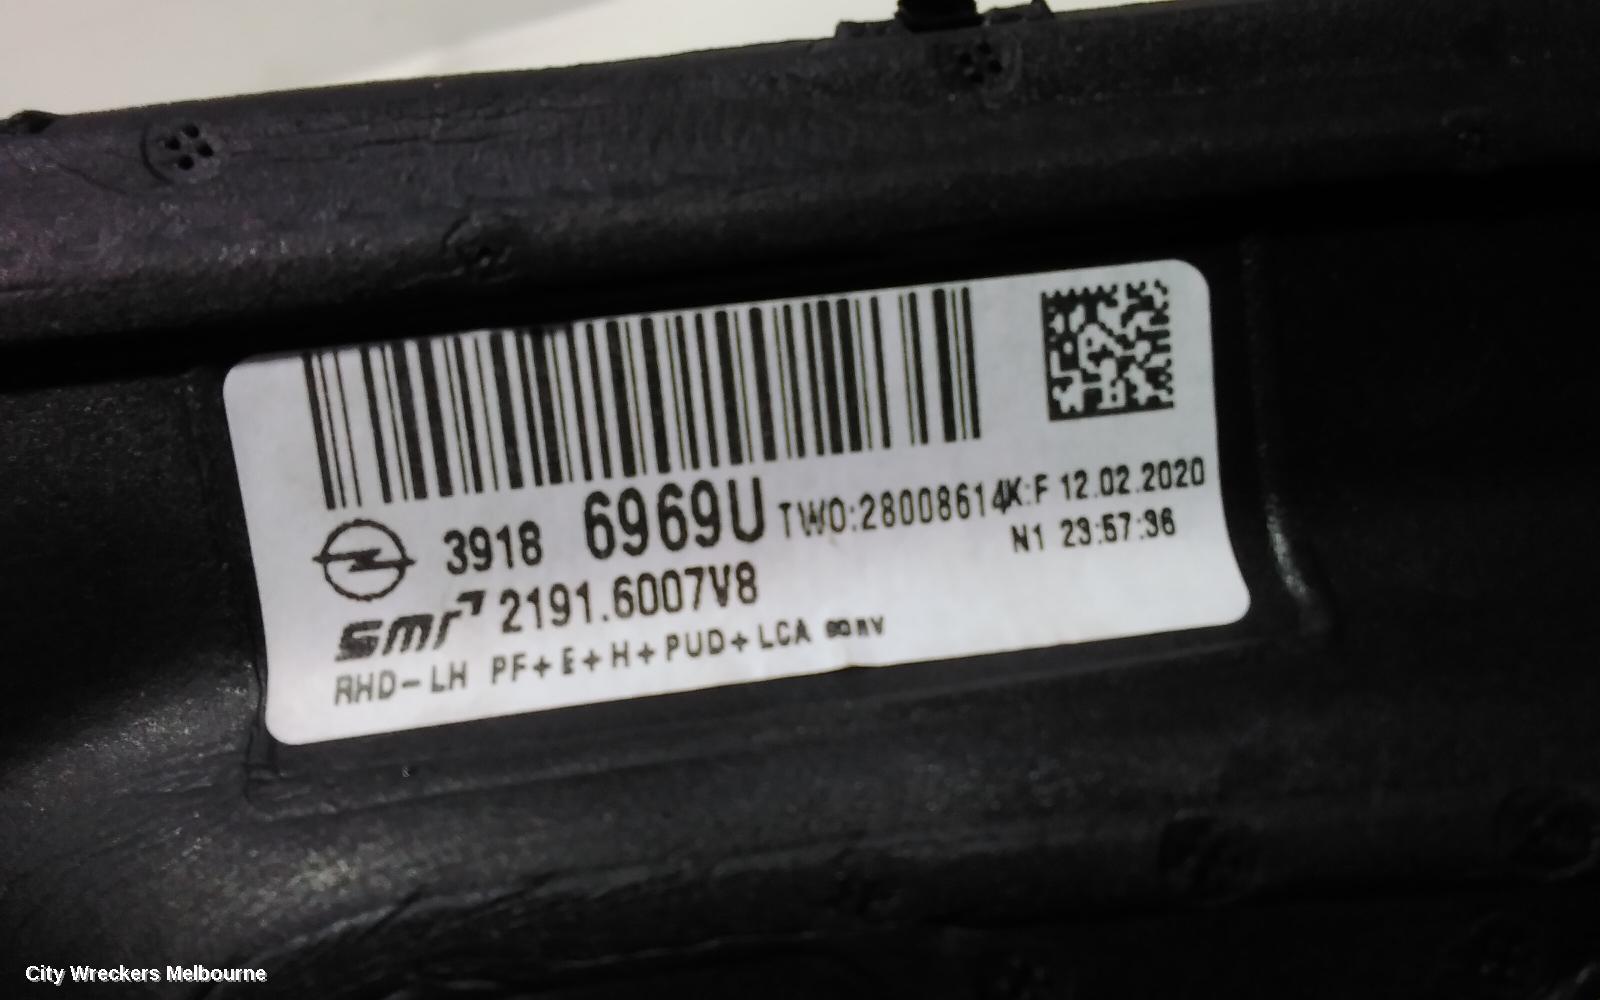 3918 6969U TWO:28008614 K:F 12.02.2020
N1 23:57:36
smr 2191.6007V8
RHD-LH PF+E+H+PUD+LCA
City Wreckers Melbourne